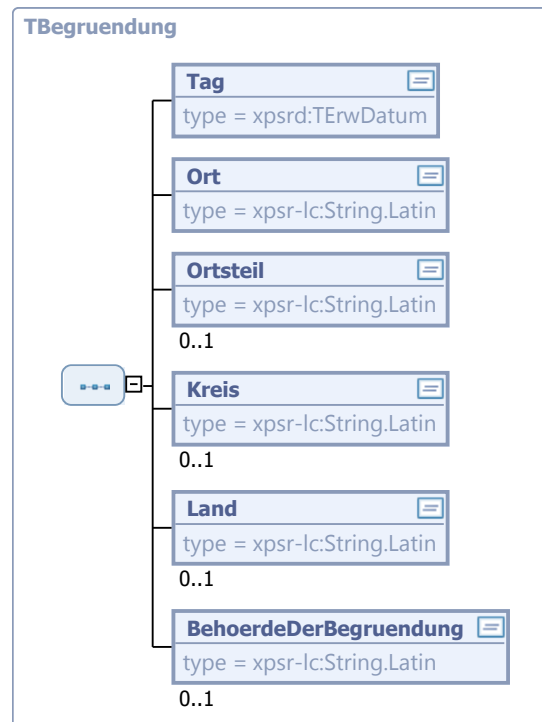 TBegruendung
Tag
type = xpsrd:TErwDatum
Ort
type = xpsr-lc:String.Latin
Ortsteil
type = xpsr-lc:String.Latin
0..1
Kreis
type = xpsr-lc:String.Latin
0..1
Land
type = xpsr-lc:String.Latin
0..1
BehoerdeDerBegruendung
type = xpsr-lc:String.Latin
0..1